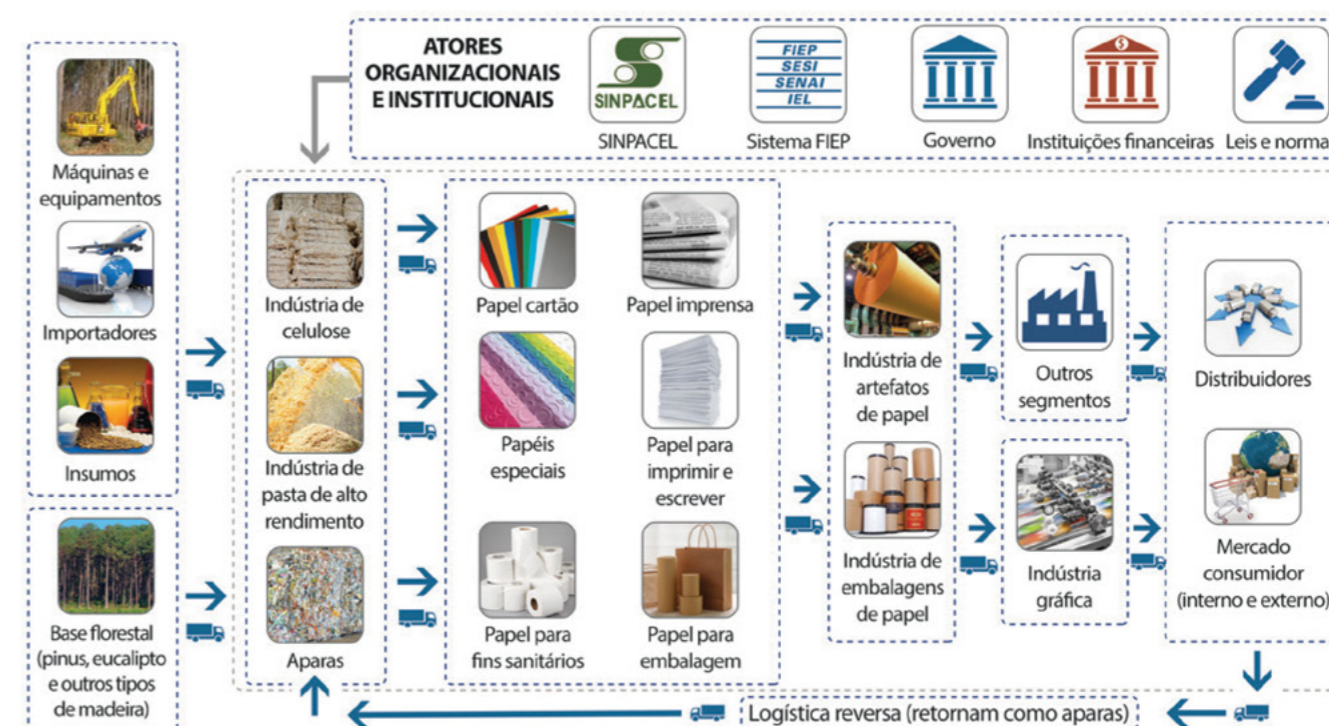 ATORES
ORGANIZACIONAIS
E INSTITUCIONAIS
SINPACEL
FIEP
SESI
SENAI
IEL
SINPACEL
Sistema FIEP
Governo
Instituições financeiras
Leis e norma
Máquinas e
equipamentos
Importadores
Insumos
Base florestal
(pinus, eucalipto
e outros tipos
de madeira)
Indústria de
celulose
Indústria de
pasta de alto
rendimento
Aparas
Papel cartão
Papel imprensa
Papéis
especiais
Papel para
imprimir e
escrever
Papel para
fins sanitários
Papel para
embalagem
Indústria de
artefatos
de papel
Indústria de
embalagens
de papel
Outros
segmentos
Indústria
gráfica
Distribuidores
Mercado
consumidor
(interno e externo)
Logística reversa (retornam como aparas)